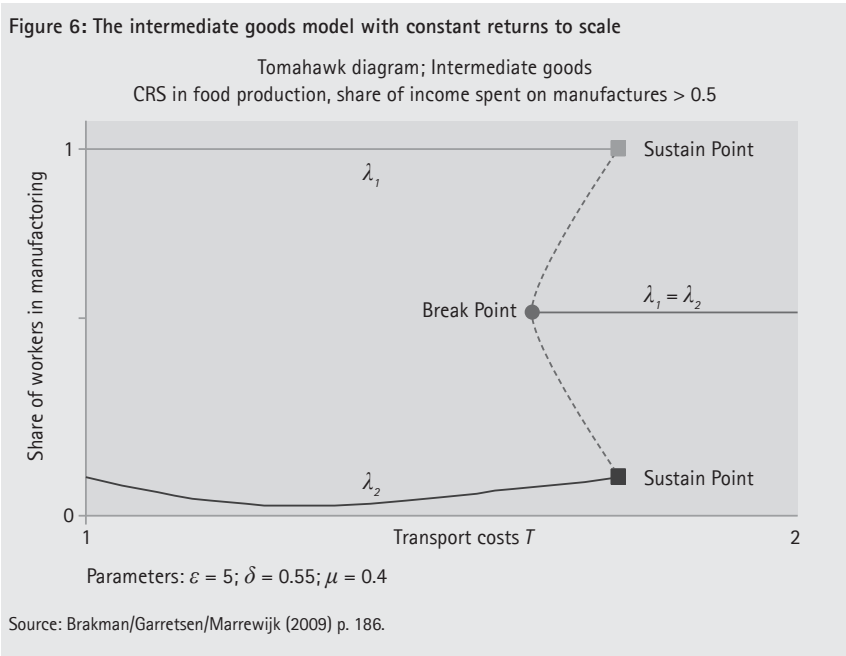 Figure 6: The intermediate goods model with constant returns to scale
Tomahawk diagram; Intermediate goods
CRS in food production, share of income spent on manufactures > 0.5
Share of workers in manufactoring
1
λ₁
Sustain Point
Break Point
λ₁ = λ₂
λ₂
Sustain Point
0
1
Transport costs T
2
Parameters: ε = 5; δ = 0.55; μ = 0.4
Source: Brakman/Garretsen/Marrewijk (2009) p. 186.